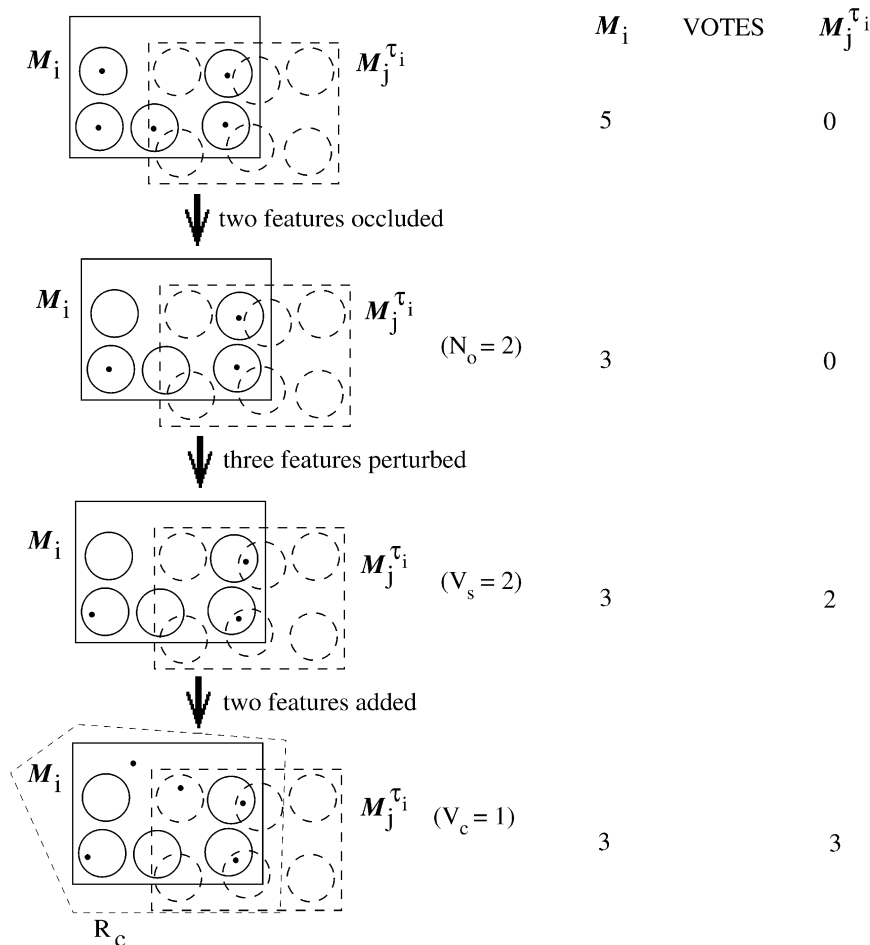 M_i VOTES M_j^τ_i
M_i M_j^τ_i
5 0
two features occluded
M_i M_j^τ_i
(N_o = 2) 3 0
three features perturbed
M_i M_j^τ_i
(V_s = 2) 3 2
two features added
M_i M_j^τ_i
(V_c = 1) 3 3
R_c